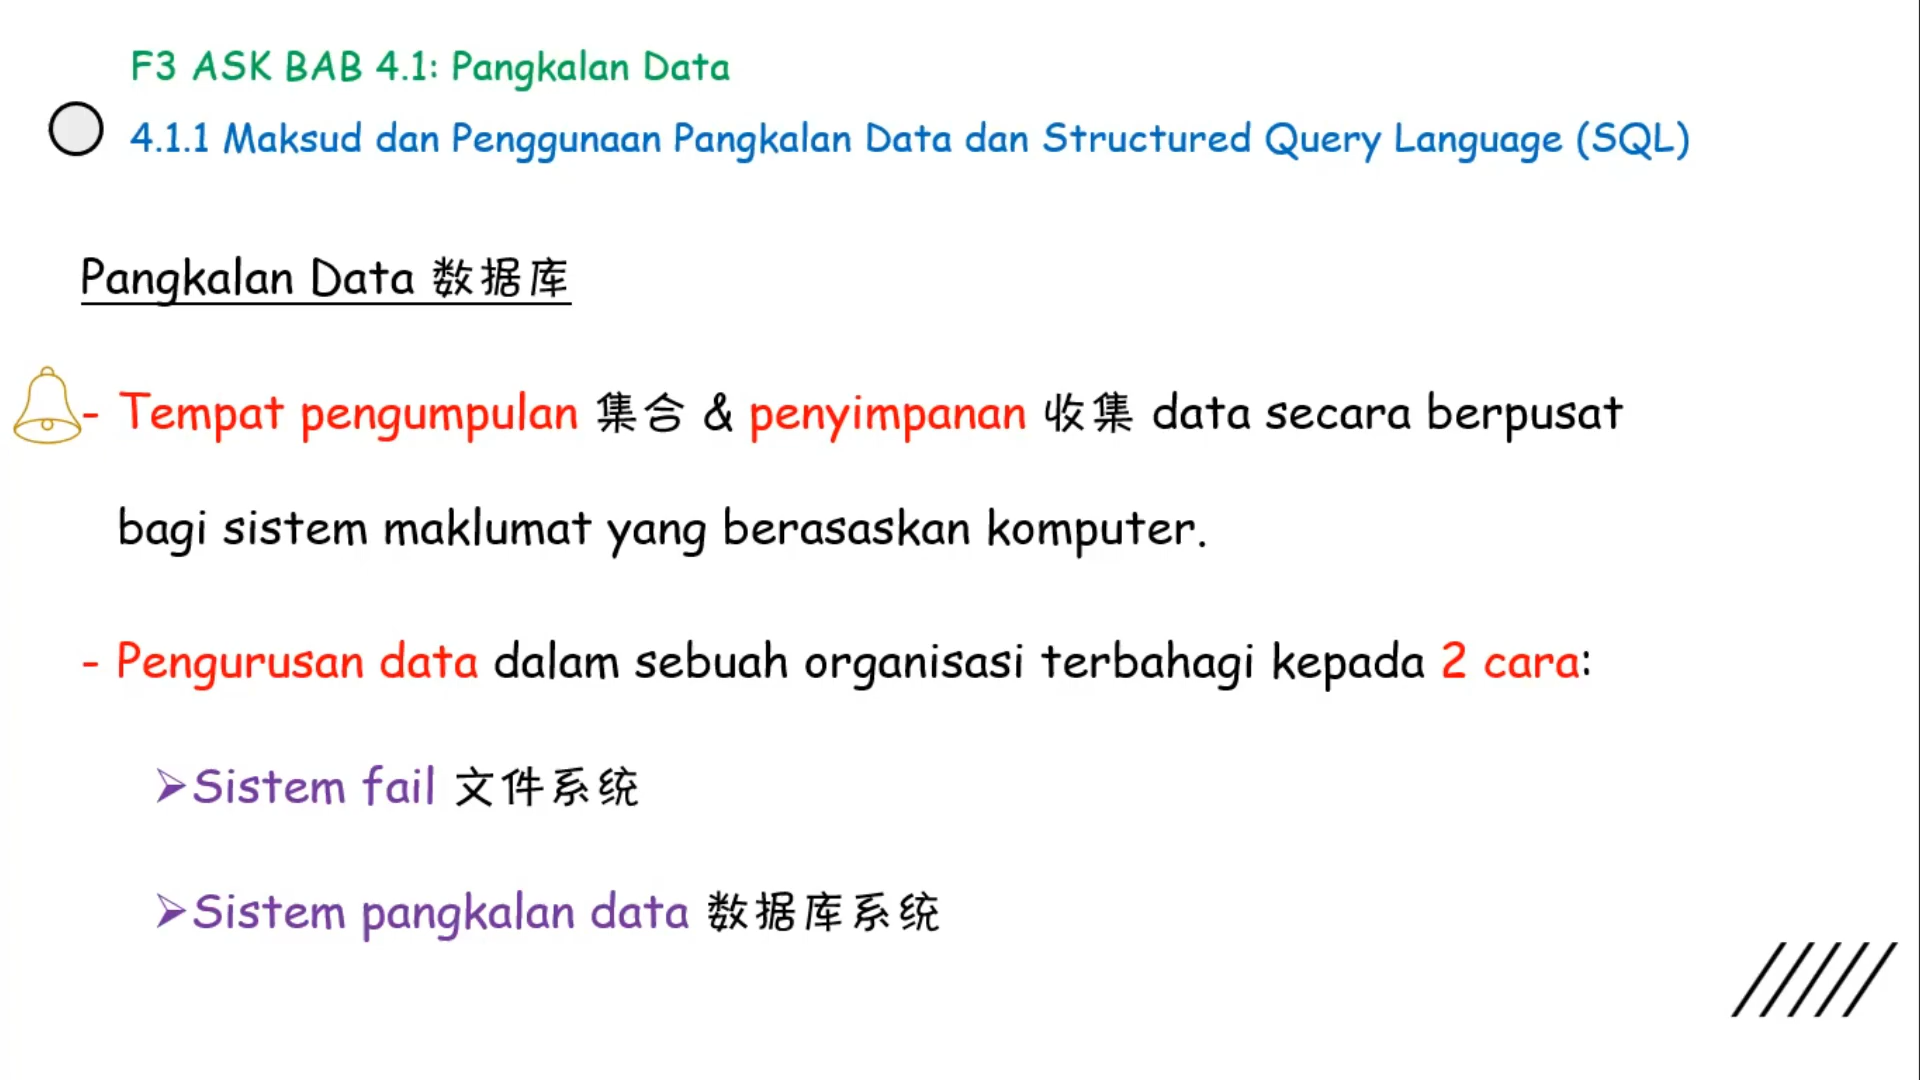 F3 ASK BAB 4.1: Pangkalan Data
4.1.1 Maksud dan Penggunaan Pangkalan Data dan Structured Query Language (SQL)
Pangkalan Data 数据库
- Tempat pengumpulan 集合 & penyimpanan 收集 data secara berpusat
bagi sistem maklumat yang berasaskan komputer.
- Pengurusan data dalam sebuah organisasi terbahagi kepada 2 cara:
➢Sistem fail 文件系统
➢Sistem pangkalan data 数据库系统